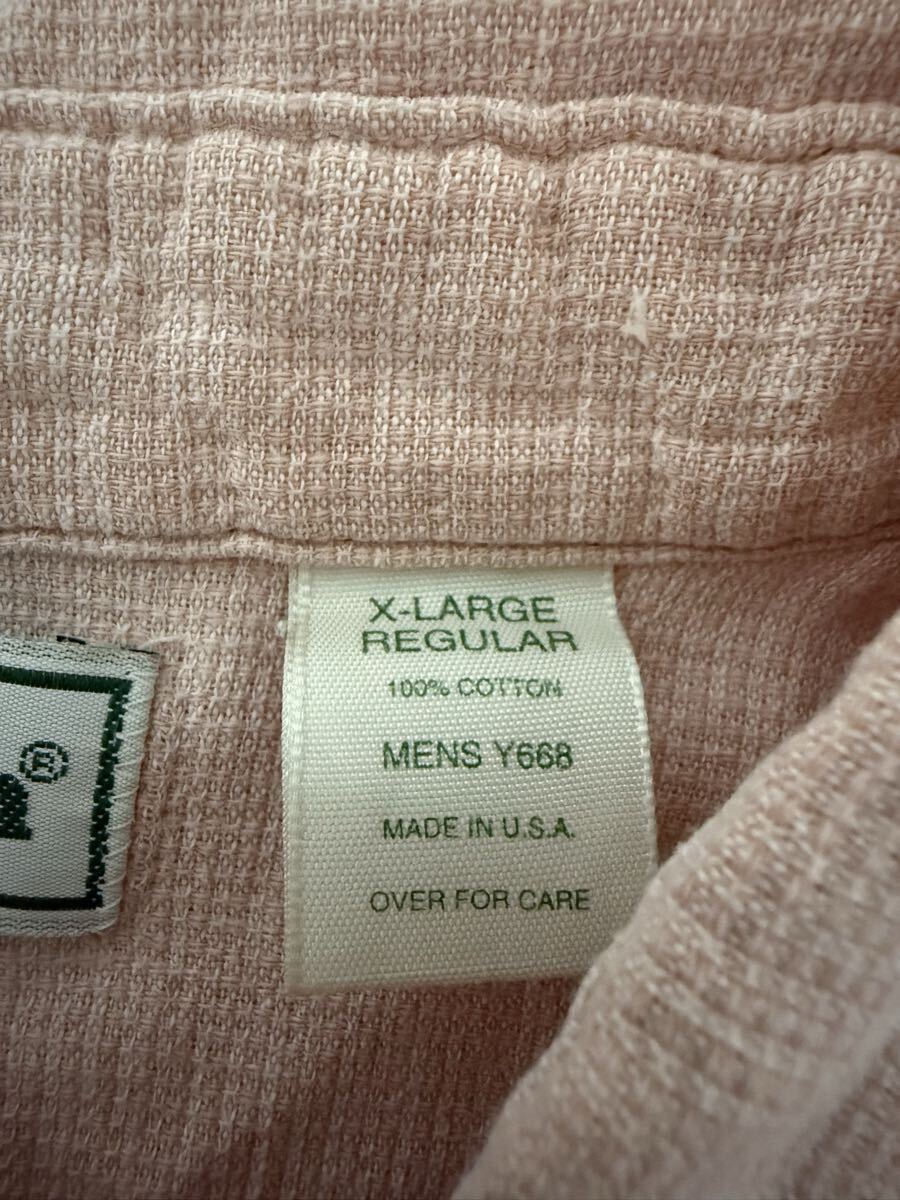 X-LARGE
REGULAR
100% COTTON
MENS Y668
MADE IN U.S.A.
OVER FOR CARE
®